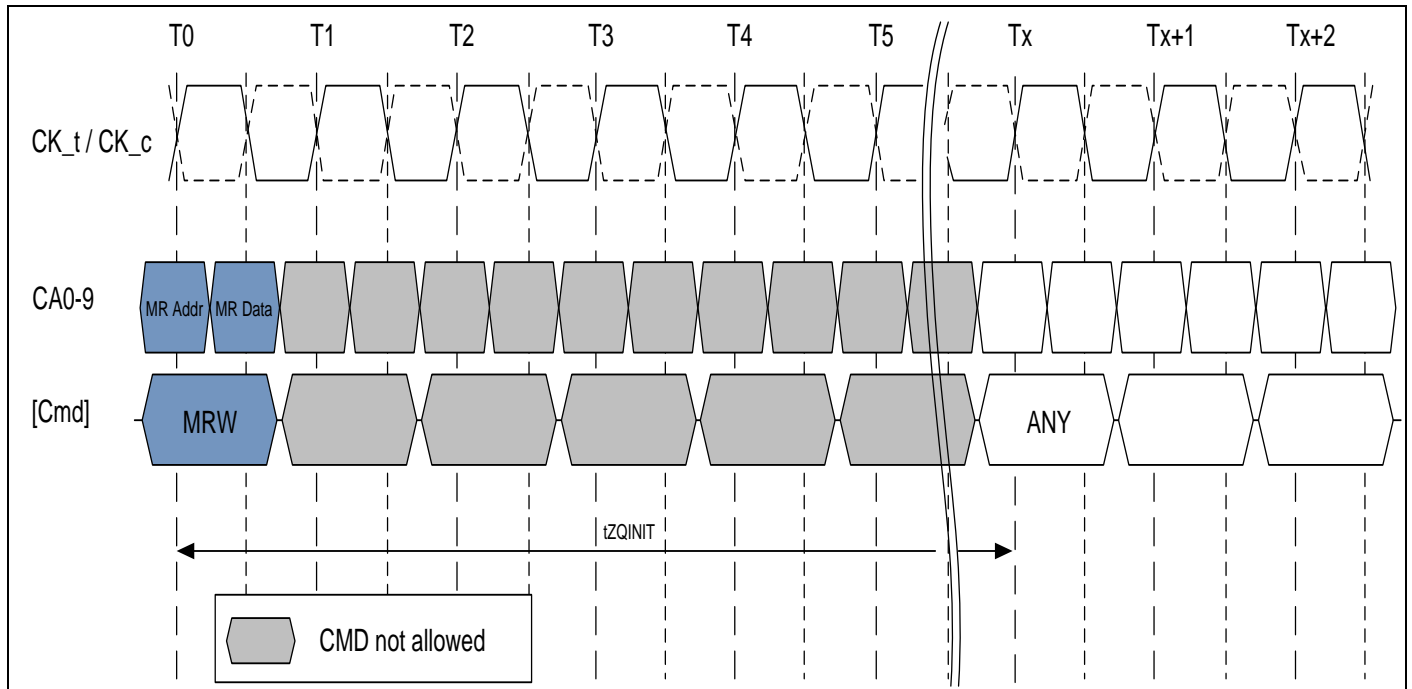 T0 T1 T2 T3 T4 T5 Tx Tx+1 Tx+2
CK_t / CK_c
CA0-9 MR Addr MR Data
[Cmd] MRW ANY
tZQINIT
CMD not allowed